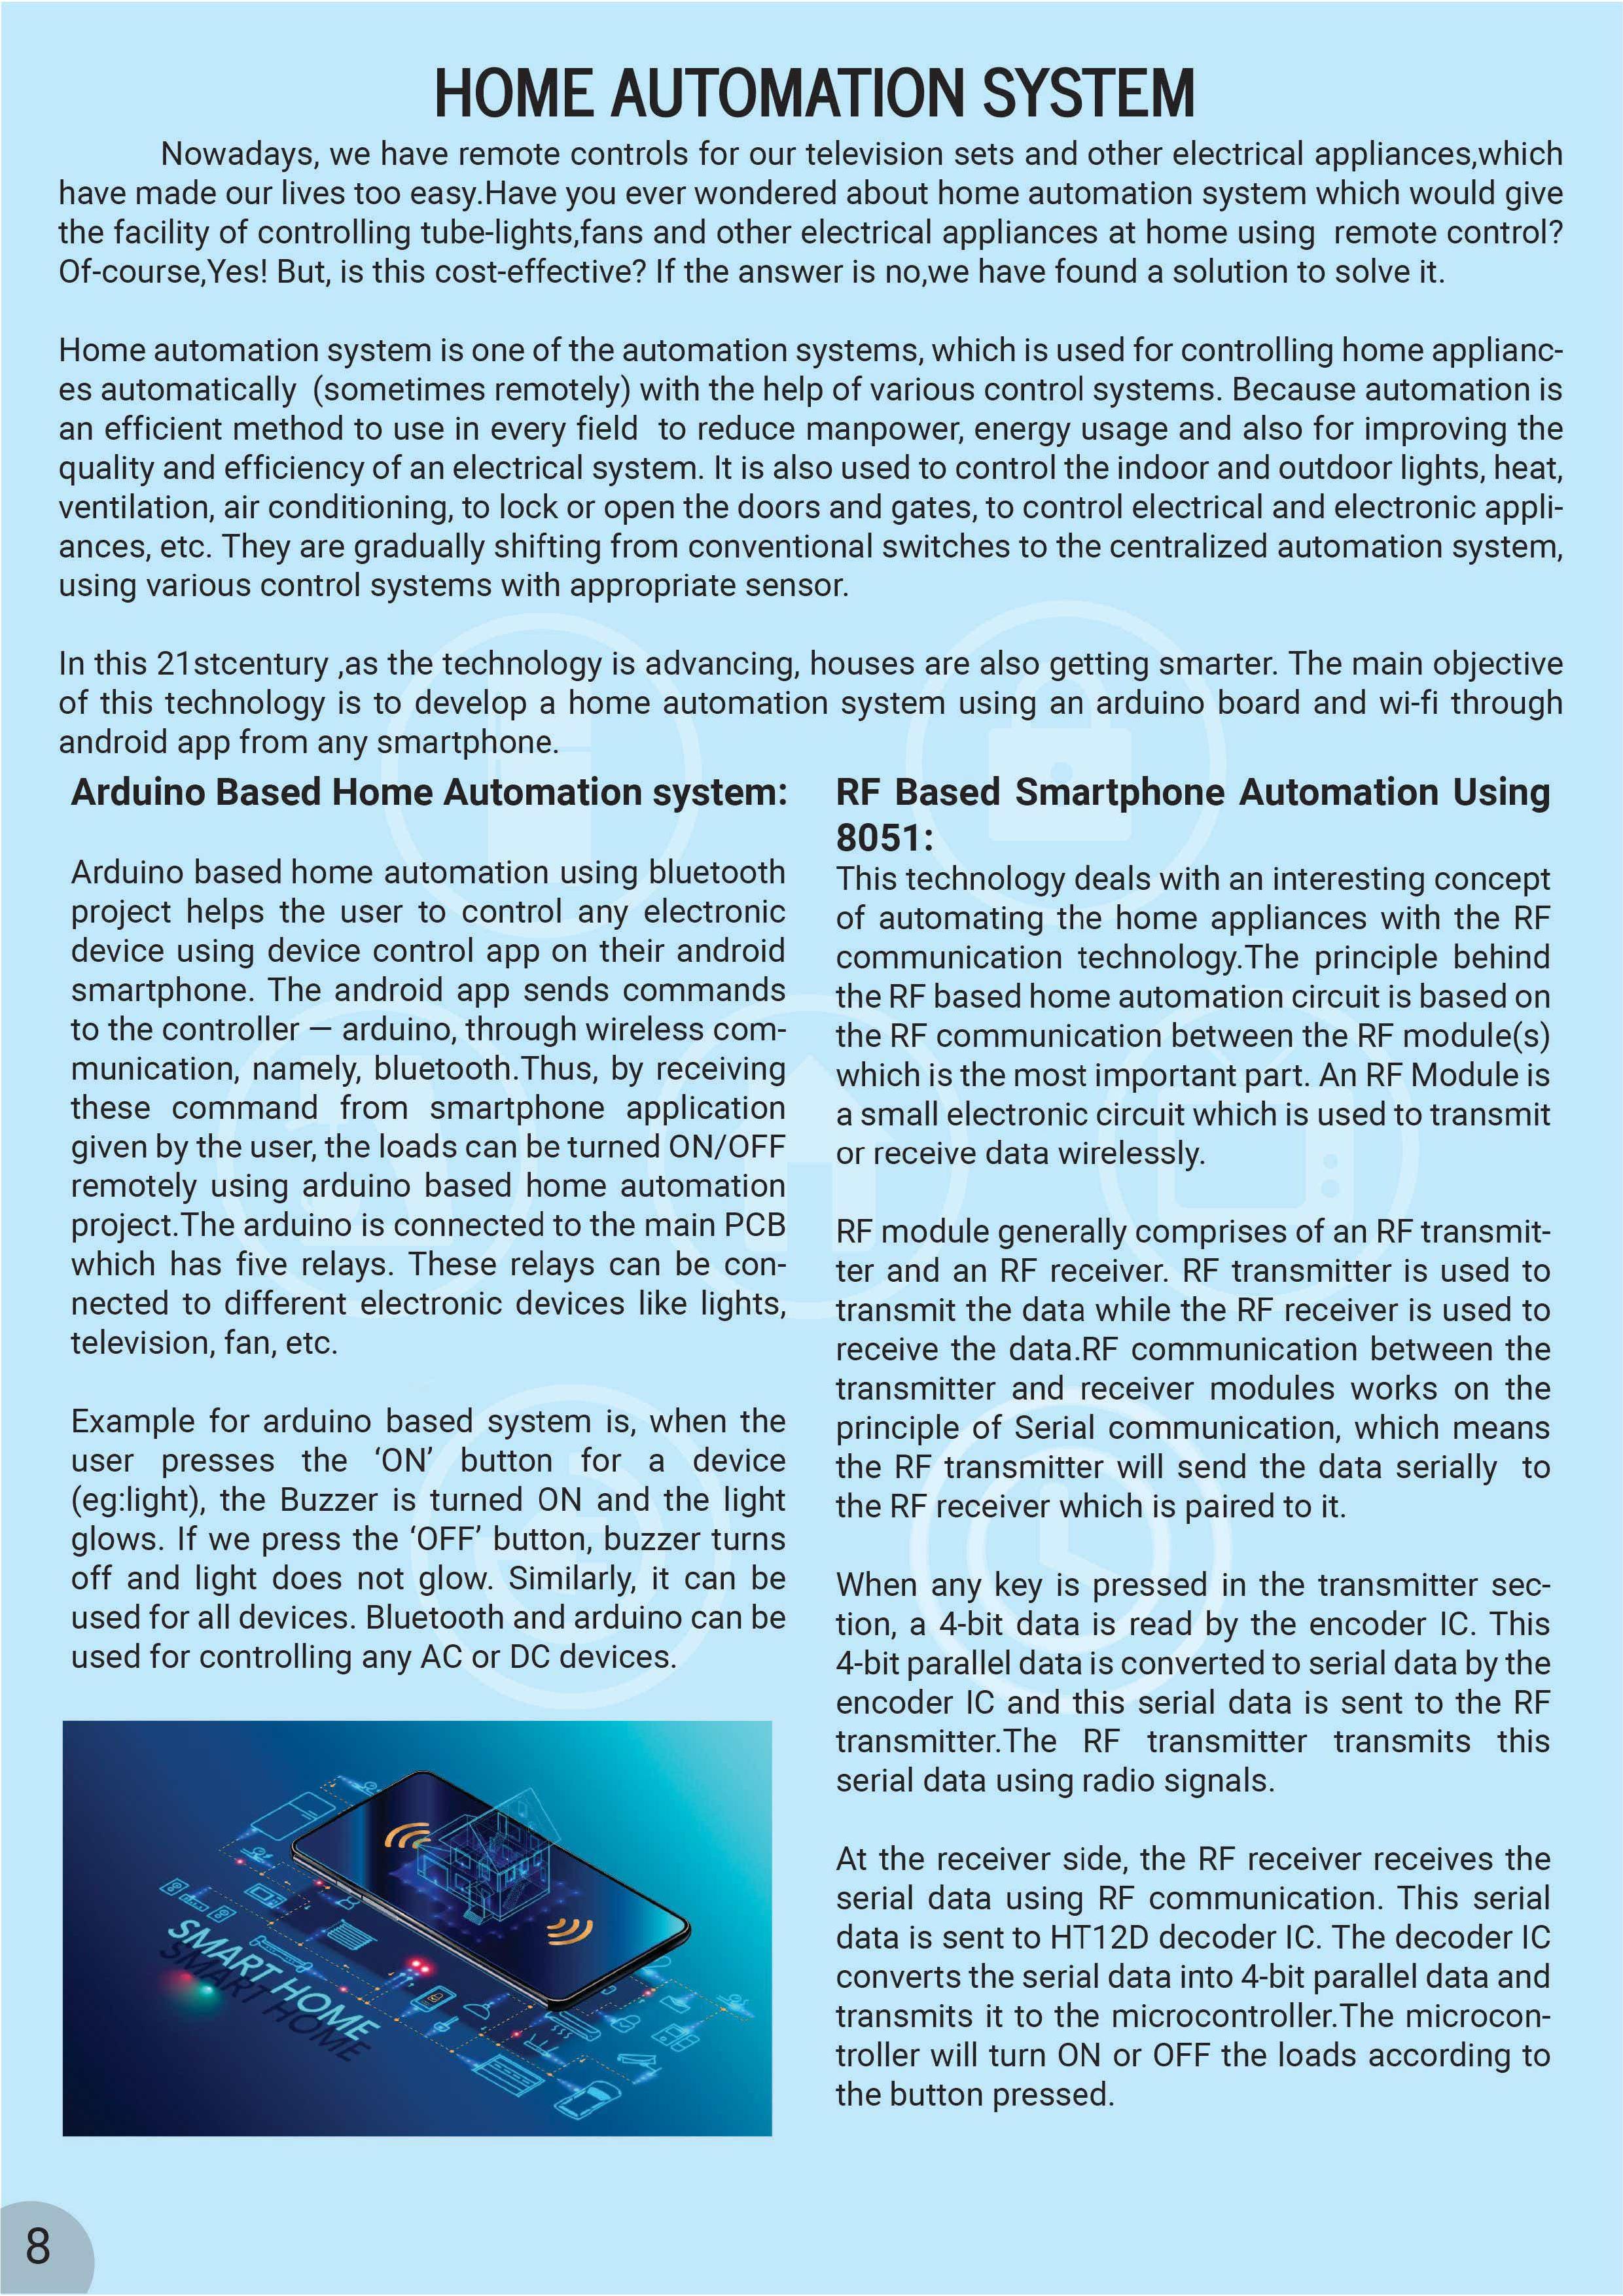 HOME AUTOMATION SYSTEM
Nowadays, we have remote controls for our television sets and other electrical appliances,which
have made our lives too easy.Have you ever wondered about home automation system which would give
the facility of controlling tube-lights,fans and other electrical appliances at home using remote control?
Of-course,Yes! But, is this cost-effective? If the answer is no,we have found a solution to solve it.
Home automation system is one of the automation systems, which is used for controlling home applianc-
es automatically (sometimes remotely) with the help of various control systems. Because automation is
an efficient method to use in every field to reduce manpower, energy usage and also for improving the
quality and efficiency of an electrical system. It is also used to control the indoor and outdoor lights, heat,
ventilation, air conditioning, to lock or open the doors and gates, to control electrical and electronic appli-
ances, etc. They are gradually shifting from conventional switches to the centralized automation system,
using various control systems with appropriate sensor.
In this 21stcentury ,as the technology is advancing, houses are also getting smarter. The main objective
of this technology is to develop a home automation system using an arduino board and wi-fi through
android app from any smartphone.
Arduino Based Home Automation system:
Arduino based home automation using bluetooth
project helps the user to control any electronic
device using device control app on their android
smartphone. The android app sends commands
to the controller — arduino, through wireless com-
munication, namely, bluetooth.Thus, by receiving
these command from smartphone application
given by the user, the loads can be turned ON/OFF
remotely using arduino based home automation
project.The arduino is connected to the main PCB
which has five relays. These relays can be con-
nected to different electronic devices like lights,
television, fan, etc.
Example for arduino based system is, when the
user presses the ‘ON’ button for a device
(eg:light), the Buzzer is turned ON and the light
glows. If we press the ‘OFF’ button, buzzer turns
off and light does not glow. Similarly, it can be
used for all devices. Bluetooth and arduino can be
used for controlling any AC or DC devices.
SMART HOME
RF Based Smartphone Automation Using
8051:
This technology deals with an interesting concept
of automating the home appliances with the RF
communication technology.The principle behind
the RF based home automation circuit is based on
the RF communication between the RF module(s)
which is the most important part. An RF Module is
a small electronic circuit which is used to transmit
or receive data wirelessly.
RF module generally comprises of an RF transmit-
ter and an RF receiver. RF transmitter is used to
transmit the data while the RF receiver is used to
receive the data.RF communication between the
transmitter and receiver modules works on the
principle of Serial communication, which means
the RF transmitter will send the data serially to
the RF receiver which is paired to it.
When any key is pressed in the transmitter sec-
tion, a 4-bit data is read by the encoder IC. This
4-bit parallel data is converted to serial data by the
encoder IC and this serial data is sent to the RF
transmitter.The RF transmitter transmits this
serial data using radio signals.
At the receiver side, the RF receiver receives the
serial data using RF communication. This serial
data is sent to HT12D decoder IC. The decoder IC
converts the serial data into 4-bit parallel data and
transmits it to the microcontroller.The microcon-
troller will turn ON or OFF the loads according to
the button pressed.
8